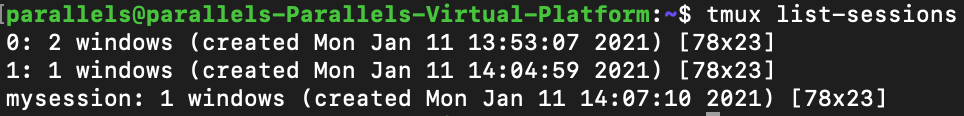 parallels@parallels-Parallels-Virtual-Platform:~$ tmux list-sessions
0: 2 windows (created Mon Jan 11 13:53:07 2021) [78x23]
1: 1 windows (created Mon Jan 11 14:04:59 2021) [78x23]
mysession: 1 windows (created Mon Jan 11 14:07:10 2021) [78x23]